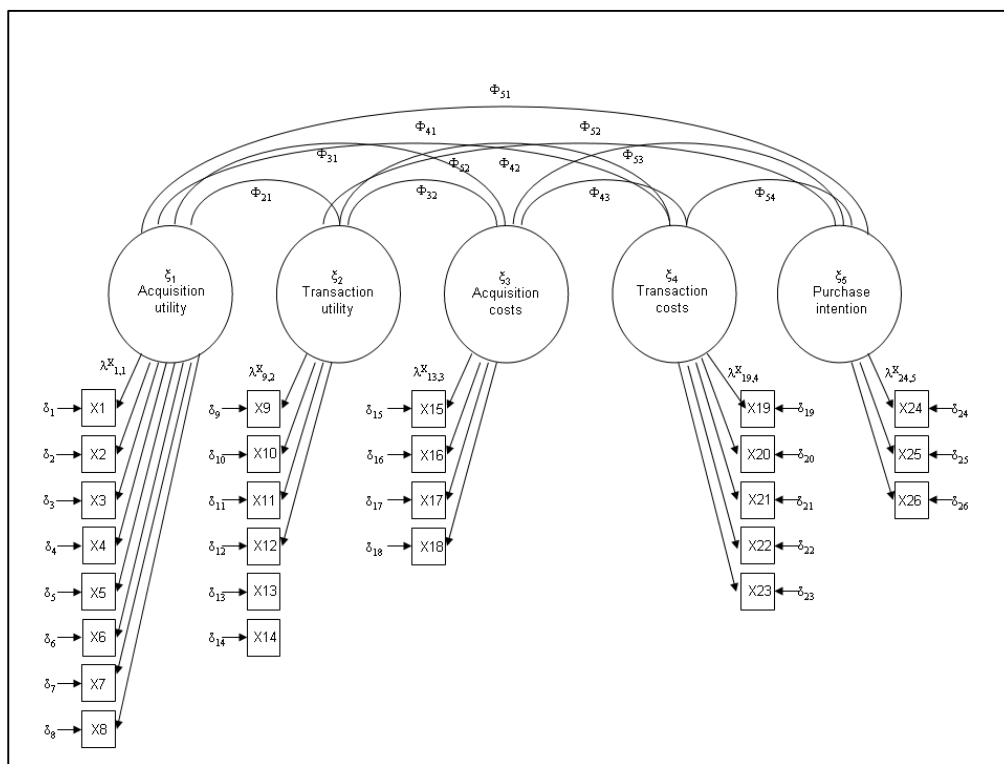 Φ51
Φ41 Φ52
Φ31 Φ52 Φ42 Φ53
Φ21 Φ32 Φ43 Φ54
ξ1 ξ2 ξ3 ξ4 ξ5
Acquisition utility
Transaction utility
Acquisition costs
Transaction costs
Purchase intention
λX1,1 λX9,2 λX13,3 λX19,4 λX24,5
δ1 X1 δ9 X9 δ15 X15 X19 δ19 X24 δ24
δ2 X2 δ10 X10 δ16 X16 X20 δ20 X25 δ25
δ3 X3 δ11 X11 δ17 X17 X21 δ21 X26 δ26
δ4 X4 δ12 X12 δ18 X18 X22 δ22
δ5 X5 δ13 X13 X23 δ23
δ6 X6 δ14 X14
δ7 X7
δ8 X8